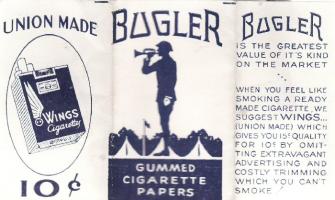 UNION MADE
WINGS
Cigarettes
10¢
BUGLER
GUMMED
CIGARETTE
PAPERS
BUGLER
IS THE GREATEST
VALUE OF IT'S KIND
ON THE MARKET
WHEN YOU FEEL LIKE
SMOKING A READY
MADE CIGARETTE, WE
SUGGEST WINGS...
(UNION MADE) WHICH
GIVES YOU 15¢ QUALITY
FOR 10¢ BY OMIT-
TING EXTRAVAGANT
ADVERTISING AND
COSTLY TRIMMING
WHICH YOU CAN'T
SMOKE!